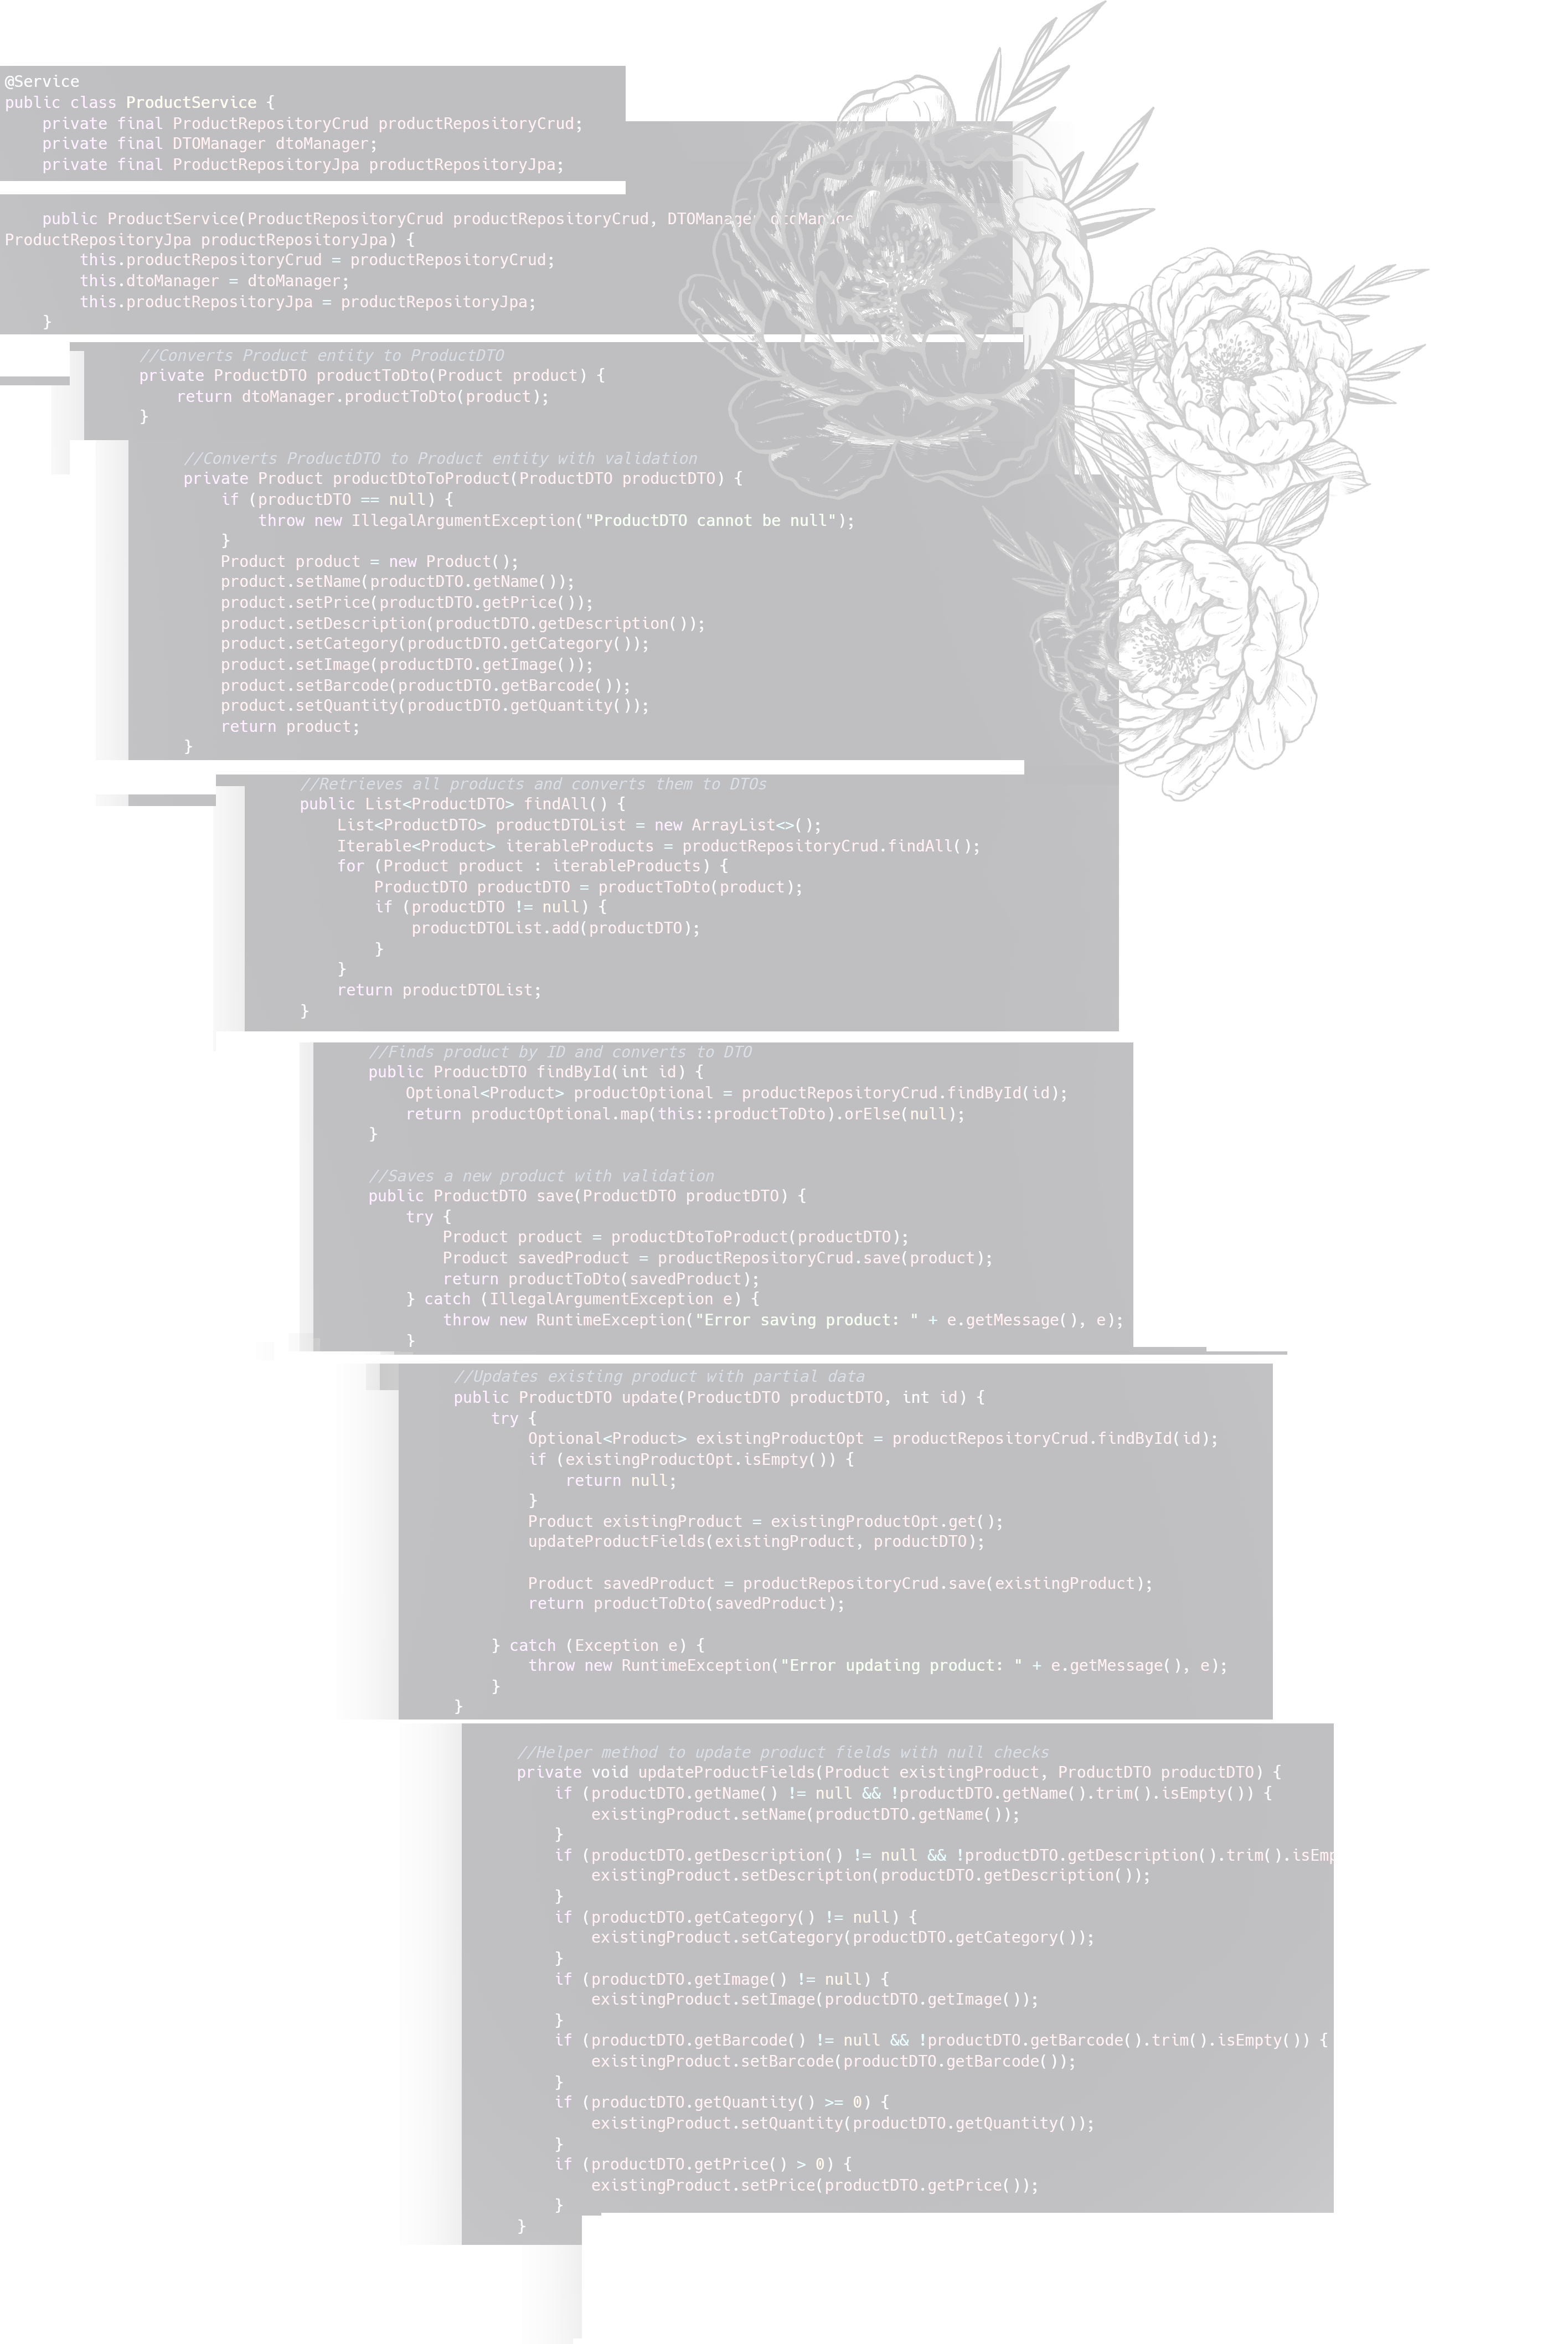 @Service
public class ProductService {
    private final ProductRepositoryCrud productRepositoryCrud;
    private final DTOManager dtoManager;
    private final ProductRepositoryJpa productRepositoryJpa;
    public ProductService(ProductRepositoryCrud productRepositoryCrud, DTOManager dtoManage
ProductRepositoryJpa productRepositoryJpa) {
        this.productRepositoryCrud = productRepositoryCrud;
        this.dtoManager = dtoManager;
        this.productRepositoryJpa = productRepositoryJpa;
    }
//Converts Product entity to ProductDTO
private ProductDTO productToDto(Product product) {
    return dtoManager.productToDto(product);
}
//Converts ProductDTO to Product entity with validation
private Product productDtoToProduct(ProductDTO productDTO) {
    if (productDTO == null) {
        throw new IllegalArgumentException("ProductDTO cannot be null");
    }
    Product product = new Product();
    product.setName(productDTO.getName());
    product.setPrice(productDTO.getPrice());
    product.setDescription(productDTO.getDescription());
    product.setCategory(productDTO.getCategory());
    product.setImage(productDTO.getImage());
    product.setBarcode(productDTO.getBarcode());
    product.setQuantity(productDTO.getQuantity());
    return product;
}
//Retrieves all products and converts them to DTOs
public List<ProductDTO> findAll() {
    List<ProductDTO> productDTOList = new ArrayList<>();
    Iterable<Product> iterableProducts = productRepositoryCrud.findAll();
    for (Product product : iterableProducts) {
        ProductDTO productDTO = productToDto(product);
        if (productDTO != null) {
            productDTOList.add(productDTO);
        }
    }
    return productDTOList;
}
//Finds product by ID and converts to DTO
public ProductDTO findById(int id) {
    Optional<Product> productOptional = productRepositoryCrud.findById(id);
    return productOptional.map(this::productToDto).orElse(null);
}
//Saves a new product with validation
public ProductDTO save(ProductDTO productDTO) {
    try {
        Product product = productDtoToProduct(productDTO);
        Product savedProduct = productRepositoryCrud.save(product);
        return productToDto(savedProduct);
    } catch (IllegalArgumentException e) {
        throw new RuntimeException("Error saving product: " + e.getMessage(), e);
    }
//Updates existing product with partial data
public ProductDTO update(ProductDTO productDTO, int id) {
    try {
        Optional<Product> existingProductOpt = productRepositoryCrud.findById(id);
        if (existingProductOpt.isEmpty()) {
            return null;
        }
        Product existingProduct = existingProductOpt.get();
        updateProductFields(existingProduct, productDTO);
        Product savedProduct = productRepositoryCrud.save(existingProduct);
        return productToDto(savedProduct);
    } catch (Exception e) {
        throw new RuntimeException("Error updating product: " + e.getMessage(), e);
    }
}
//Helper method to update product fields with null checks
private void updateProductFields(Product existingProduct, ProductDTO productDTO) {
    if (productDTO.getName() != null && !productDTO.getName().trim().isEmpty()) {
        existingProduct.setName(productDTO.getName());
    }
    if (productDTO.getDescription() != null && !productDTO.getDescription().trim().isEmp
        existingProduct.setDescription(productDTO.getDescription());
    }
    if (productDTO.getCategory() != null) {
        existingProduct.setCategory(productDTO.getCategory());
    }
    if (productDTO.getImage() != null) {
        existingProduct.setImage(productDTO.getImage());
    }
    if (productDTO.getBarcode() != null && !productDTO.getBarcode().trim().isEmpty()) {
        existingProduct.setBarcode(productDTO.getBarcode());
    }
    if (productDTO.getQuantity() >= 0) {
        existingProduct.setQuantity(productDTO.getQuantity());
    }
    if (productDTO.getPrice() > 0) {
        existingProduct.setPrice(productDTO.getPrice());
    }
}